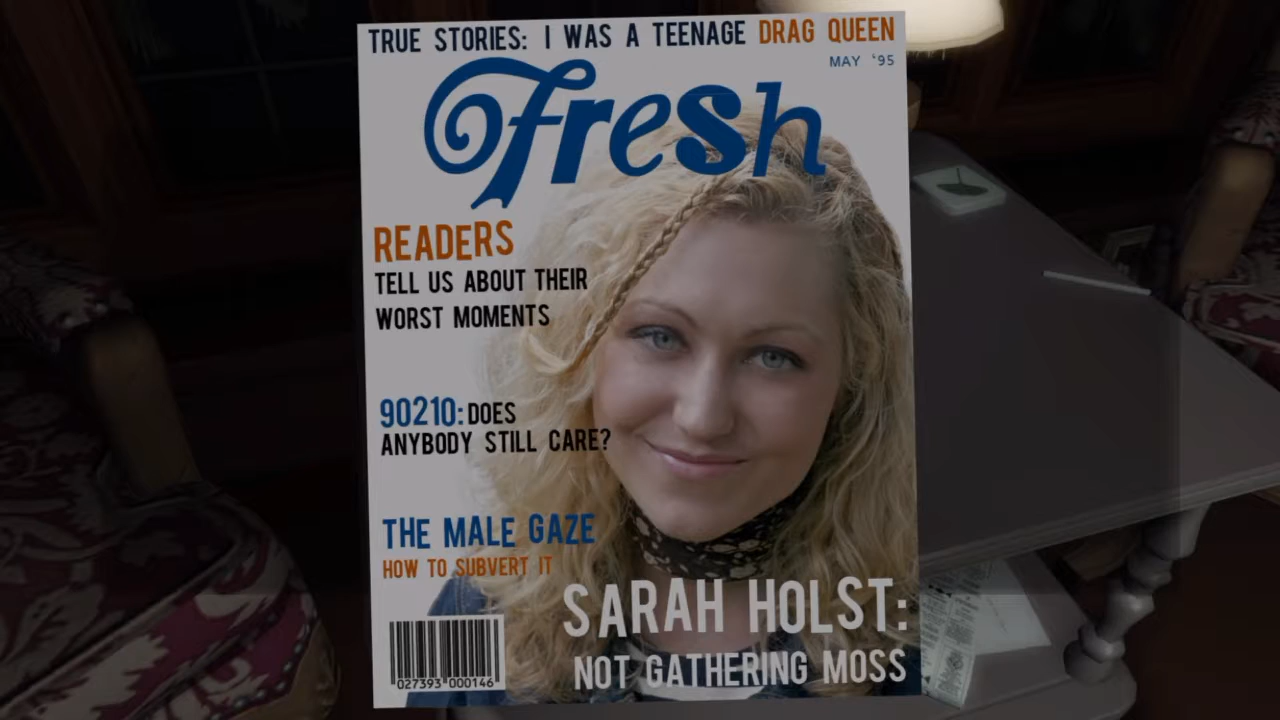 TRUE STORIES: I WAS A TEENAGE DRAG QUEEN
MAY '95
Fresh
READERS
TELL US ABOUT THEIR
WORST MOMENTS
90210: DOES
ANYBODY STILL CARE?
THE MALE GAZE
HOW TO SUBVERT IT
SARAH HOLST:
NOT GATHERING MOSS
027393 000146